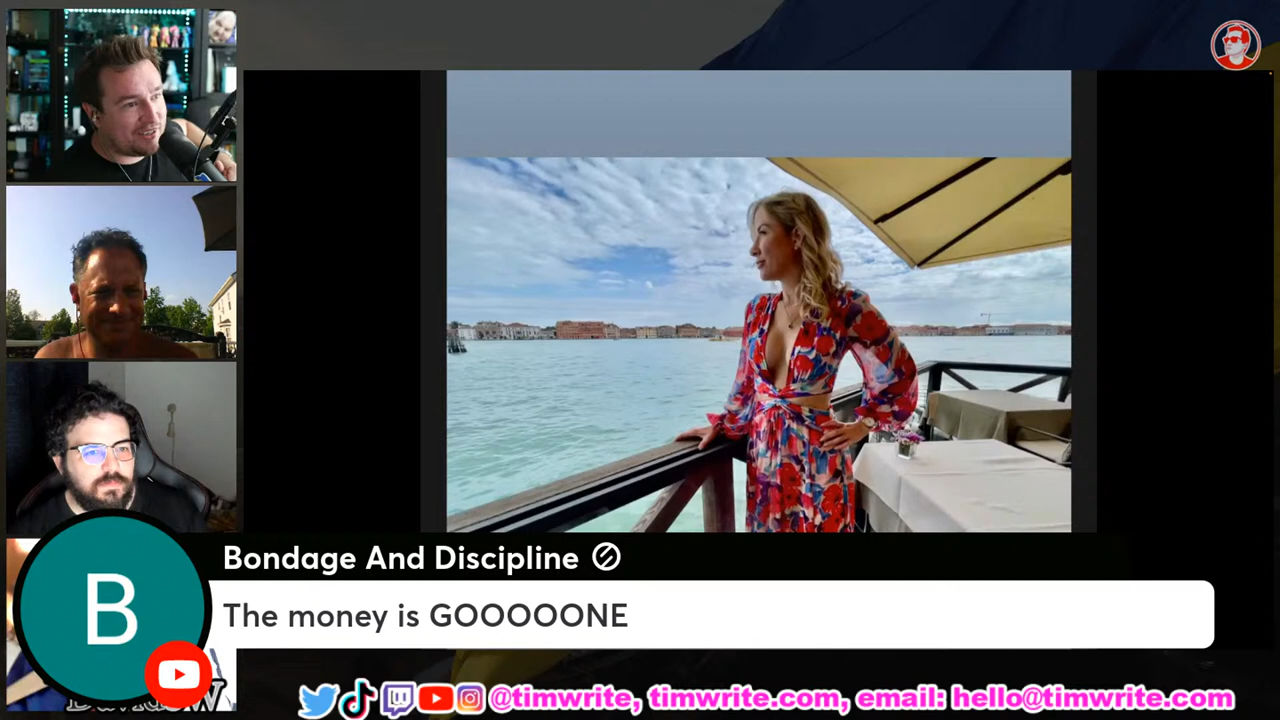 Bondage And Discipline
The money is GOOOOONE
B
@timwrite, timwrite.com, email: hello@timwrite.com